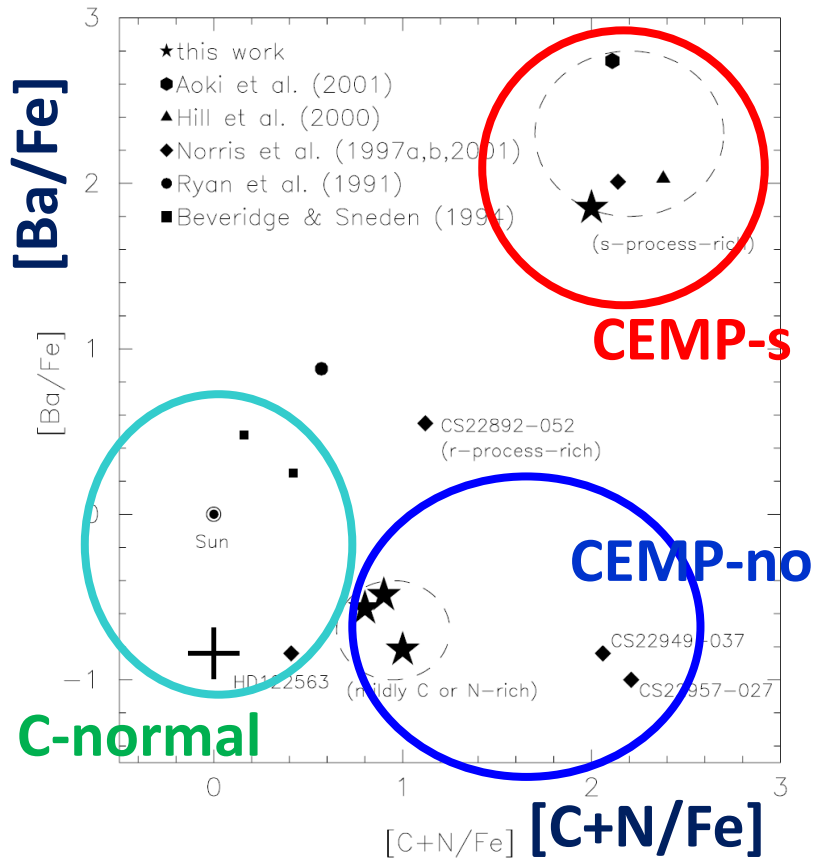 3
2
1
0
−1
[Ba/Fe]
[Ba/Fe]
this work
Aoki et al. (2001)
Hill et al. (2000)
Norris et al. (1997a,b,2001)
Ryan et al. (1991)
Beveridge & Sneden (1994)
(s-process-rich)
CEMP-s
CS22892-052
(r-process-rich)
Sun
CEMP-no
CS22949-037
CS22957-027
HD122563
(mildly C or N-rich)
C-normal
0
1
2
3
[C+N/Fe]
[C+N/Fe]